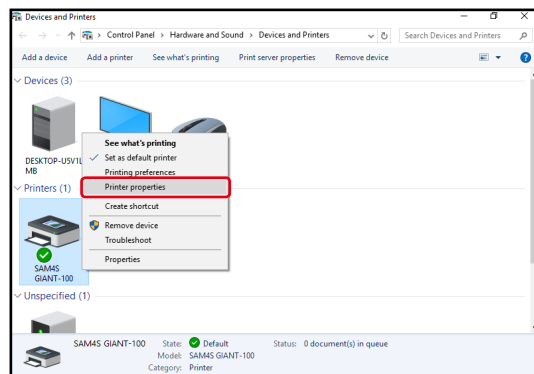 Devices and Printers
Control Panel > Hardware and Sound > Devices and Printers
Search Devices and Printers
Add a device Add a printer See what's printing Print server properties Remove device
Devices (3)
DESKTOP-U5V1L
MB
See what's printing
Set as default printer
Printing preferences
Printer properties
Create shortcut
Remove device
Troubleshoot
Properties
Printers (1)
SAM4S
GIANT-100
Unspecified (1)
SAM4S GIANT-100 State: Default Status: 0 document(s) in queue
Model: SAM4S GIANT-100
Category: Printer